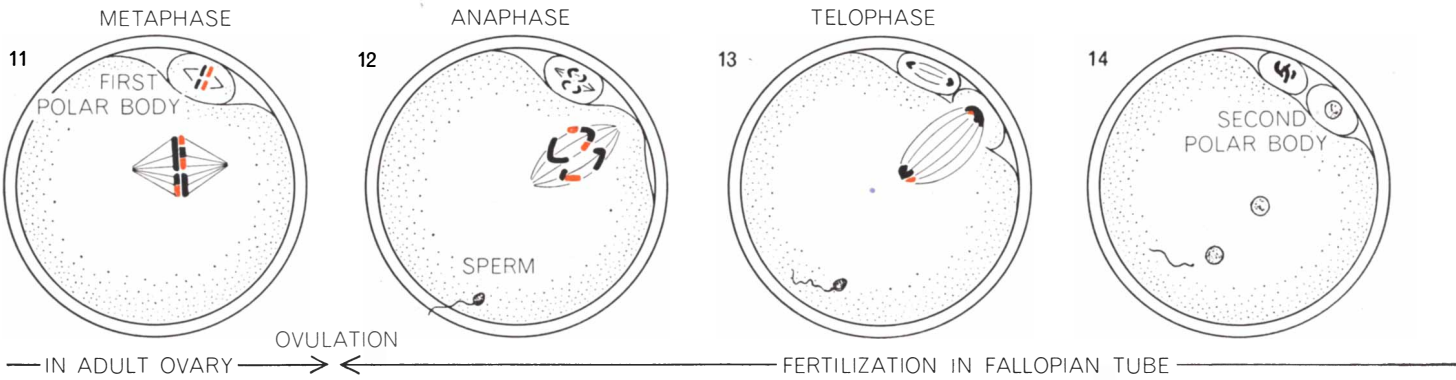 METAPHASE
ANAPHASE
TELOPHASE
11
12
13
14
FIRST
POLAR BODY
SPERM
SECOND
POLAR BODY
OVULATION
IN ADULT OVARY
FERTILIZATION IN FALLOPIAN TUBE